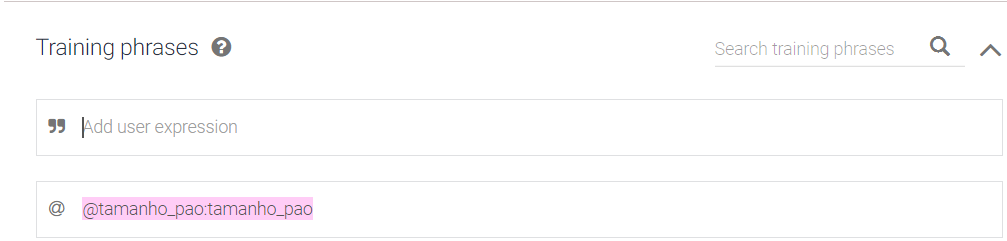 Training phrases ?
Search training phrases
Add user expression
@ @tamanho_pao:tamanho_pao